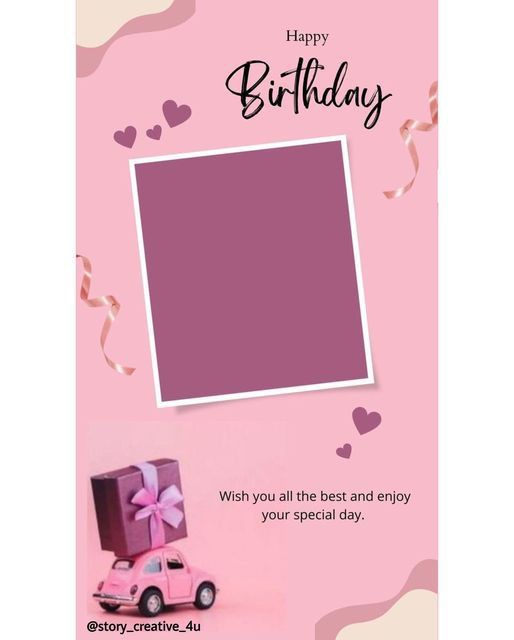 Happy
Birthday
Wish you all the best and enjoy
your special day.
@story_creative_4u